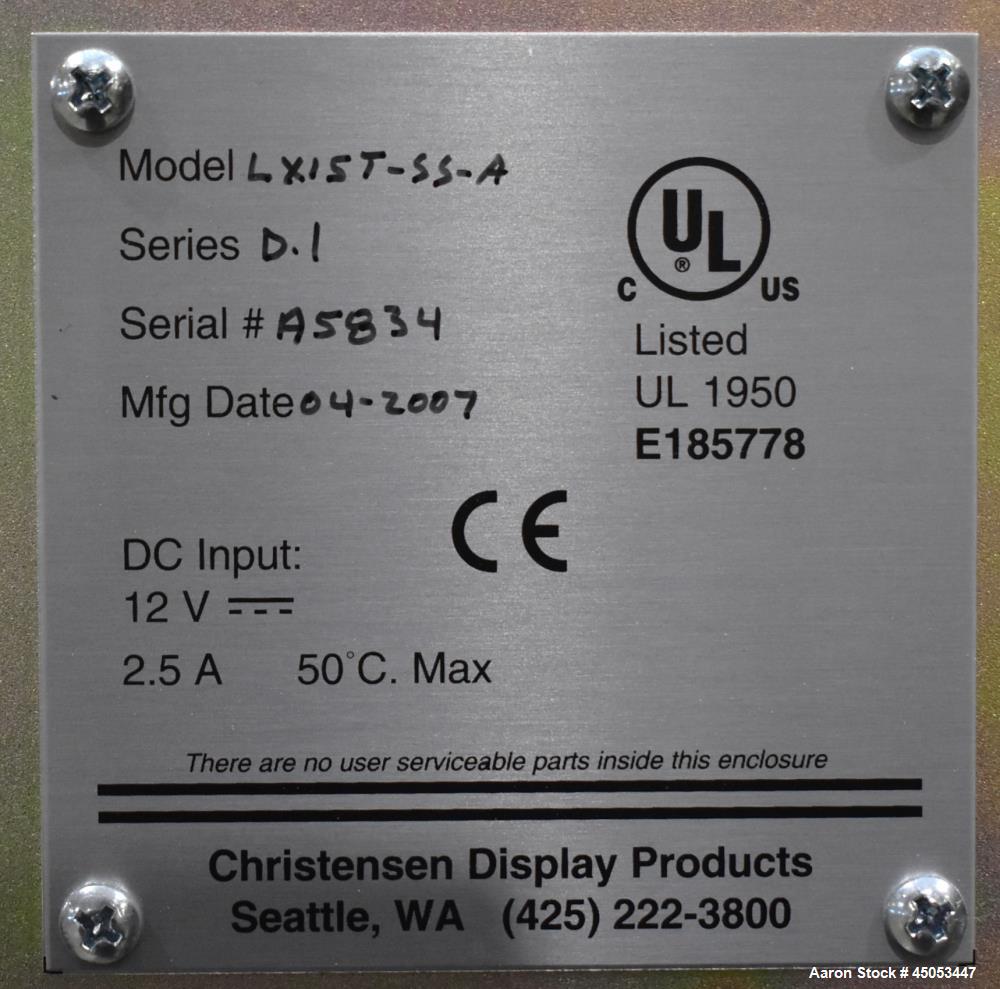 Model LX15T-SS-A
Series D.1
Serial # A5834
Mfg Date 04-2007
UL ®
C US
Listed
UL 1950
E185778
CE
DC Input:
12 V ⎓
2.5 A 50°C. Max
There are no user serviceable parts inside this enclosure
Christensen Display Products
Seattle, WA (425) 222-3800
Aaron Stock # 45053447